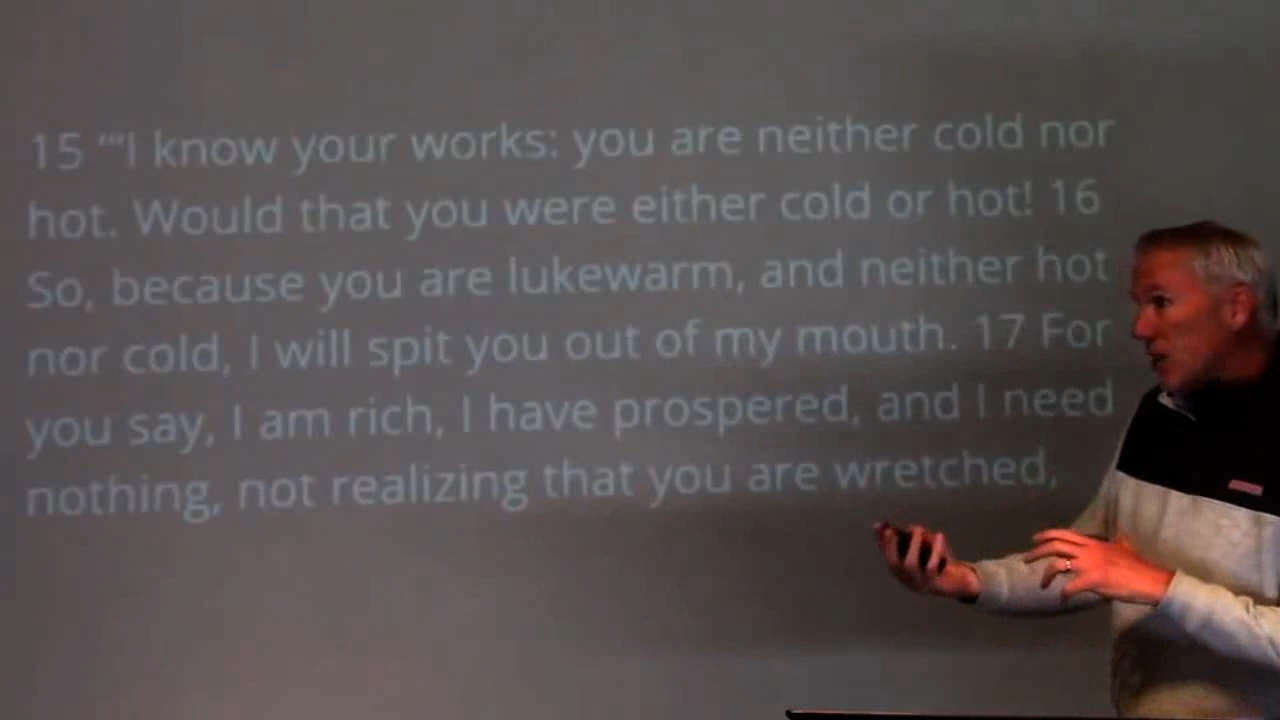 15 “‘I know your works: you are neither cold nor
hot. Would that you were either cold or hot! 16
So, because you are lukewarm, and neither hot
nor cold, I will spit you out of my mouth. 17 For
you say, I am rich, I have prospered, and I need
nothing, not realizing that you are wretched,